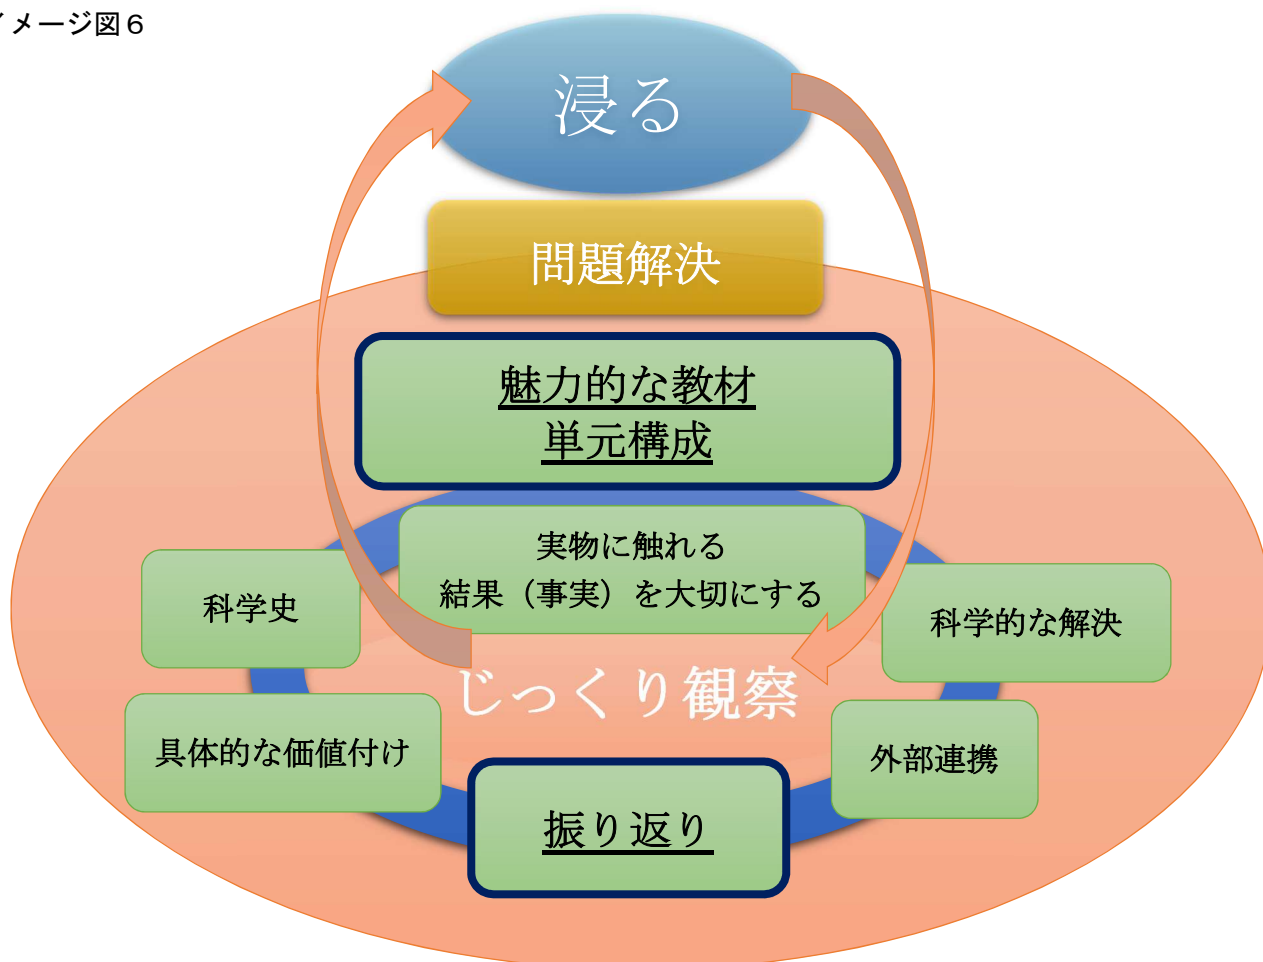 イメージ図６
浸る
問題解決
魅力的な教材
単元構成
実物に触れる
結果（事実）を大切にする
科学史
科学的な解決
じっくり観察
具体的な価値付け
外部連携
振り返り